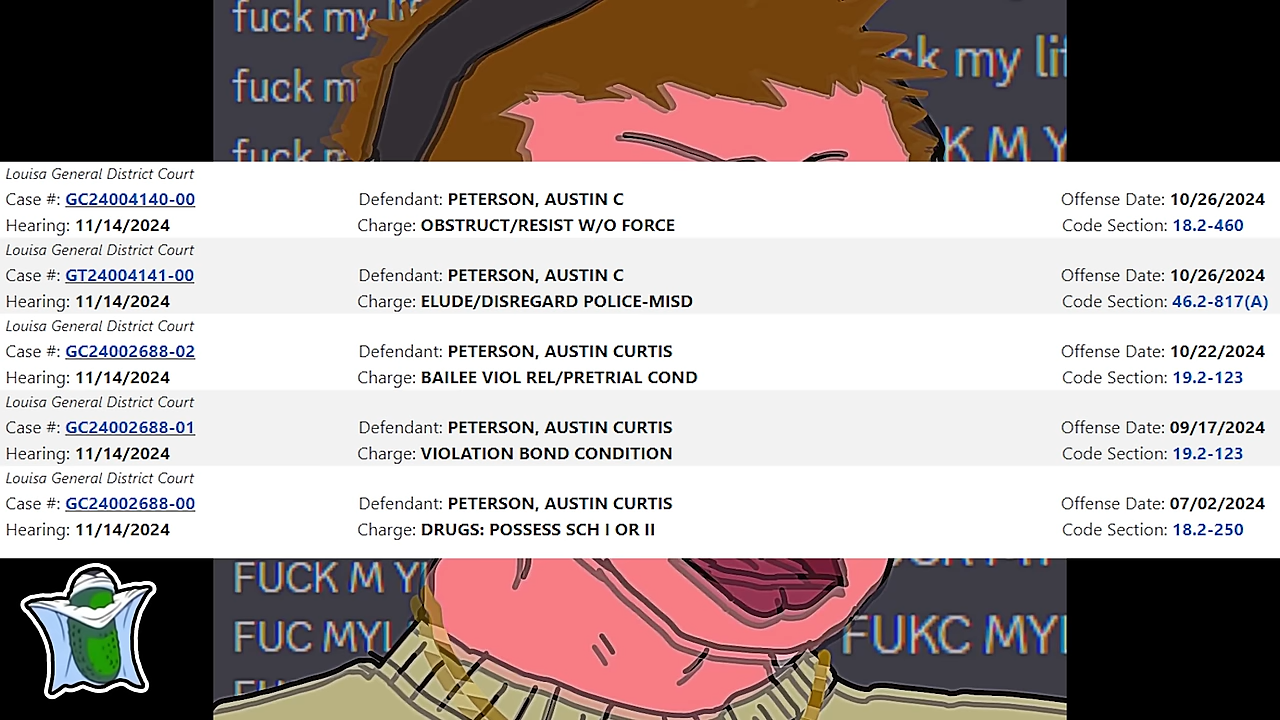 fuck my lif
fuck my
ck my lif
fuck m
K M Y
Louisa General District Court
Case #: GC24004140-00 Defendant: PETERSON, AUSTIN C Offense Date: 10/26/2024
Hearing: 11/14/2024 Charge: OBSTRUCT/RESIST W/O FORCE Code Section: 18.2-460
Louisa General District Court
Case #: GT24004141-00 Defendant: PETERSON, AUSTIN C Offense Date: 10/26/2024
Hearing: 11/14/2024 Charge: ELUDE/DISREGARD POLICE-MISD Code Section: 46.2-817(A)
Louisa General District Court
Case #: GC24002688-02 Defendant: PETERSON, AUSTIN CURTIS Offense Date: 10/22/2024
Hearing: 11/14/2024 Charge: BAILEE VIOL REL/PRETRIAL COND Code Section: 19.2-123
Louisa General District Court
Case #: GC24002688-01 Defendant: PETERSON, AUSTIN CURTIS Offense Date: 09/17/2024
Hearing: 11/14/2024 Charge: VIOLATION BOND CONDITION Code Section: 19.2-123
Louisa General District Court
Case #: GC24002688-00 Defendant: PETERSON, AUSTIN CURTIS Offense Date: 07/02/2024
Hearing: 11/14/2024 Charge: DRUGS: POSSESS SCH I OR II Code Section: 18.2-250
FUCK M YL
FUC MYL
FUKC MYL